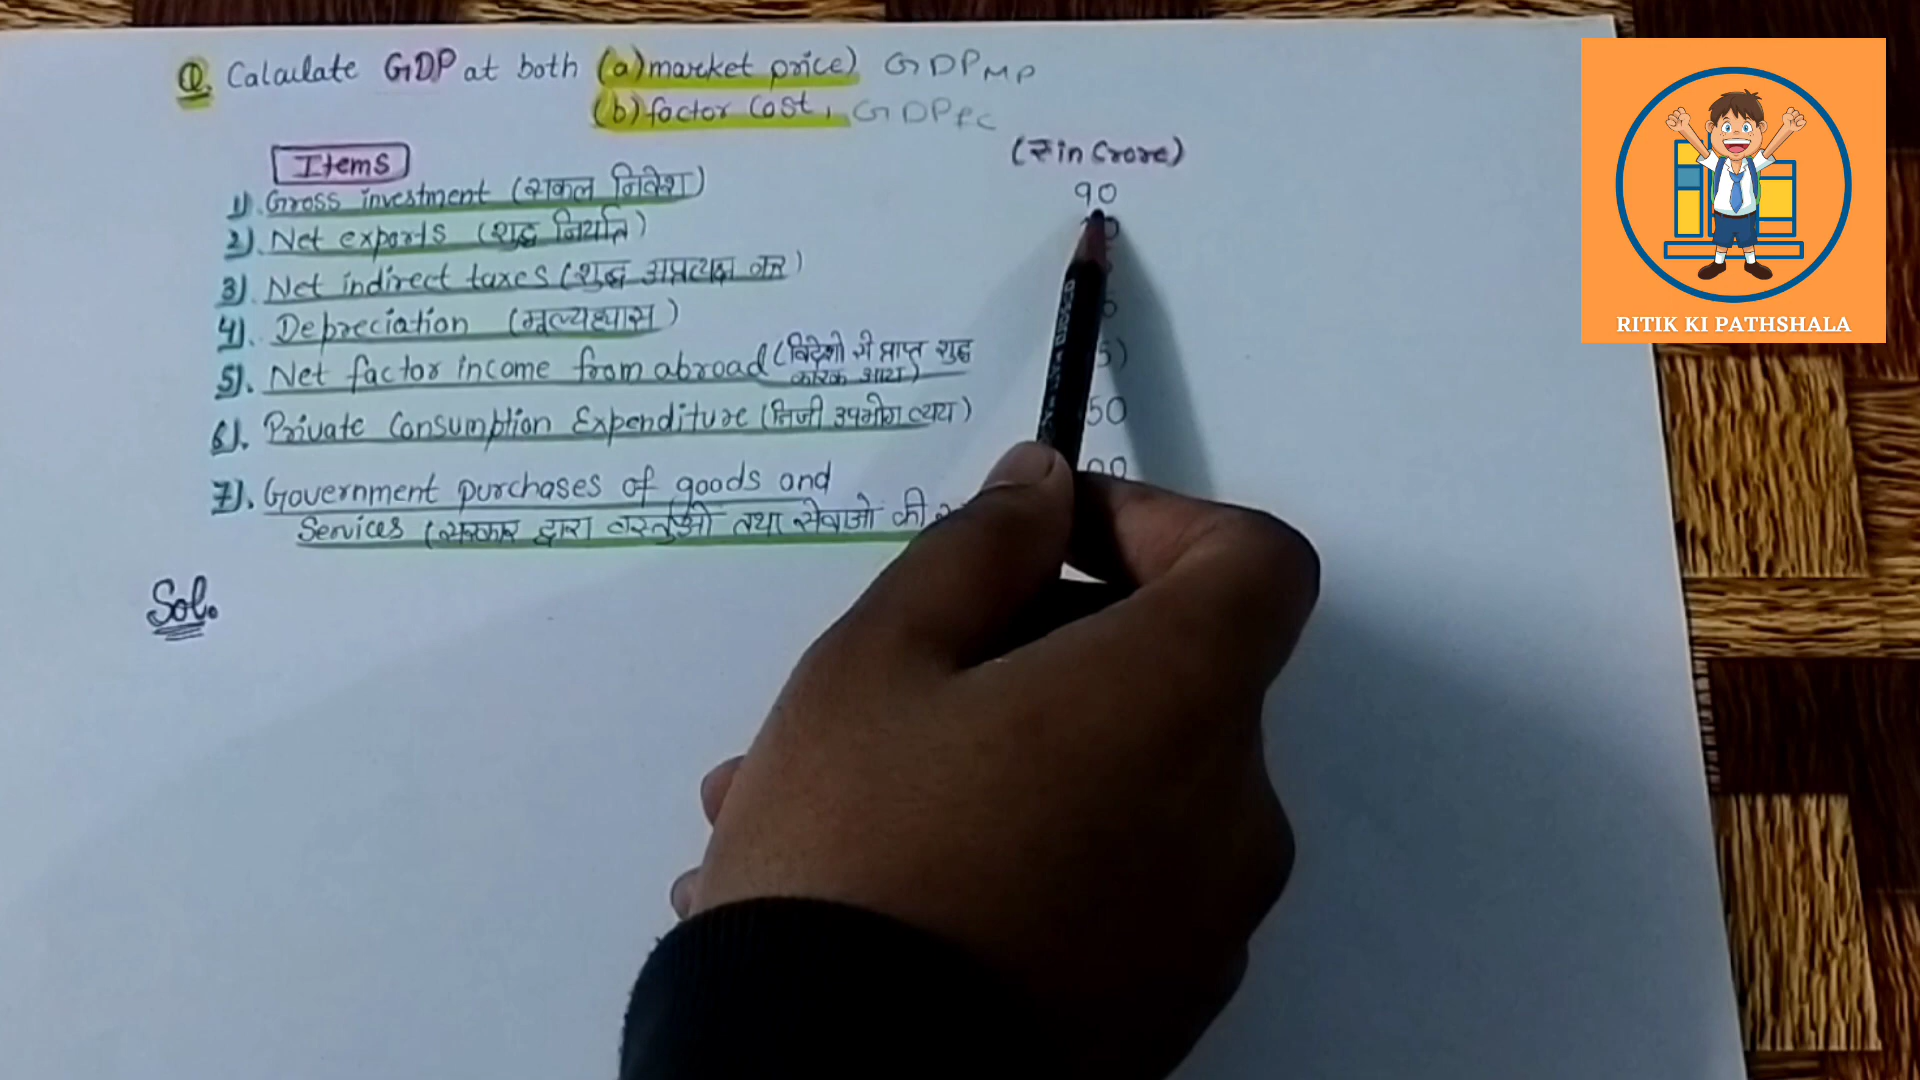 Q. Calculate GDP at both (a) market price) GDPMP
(b) factor Cost, GDPFC
Items
(₹ in Crore)
1). Gross investment (सकल निवेश) 90
2). Net exports (शुद्ध निर्यात)
3). Net indirect taxes (शुद्ध अप्रत्यक्ष कर)
4). Depreciation (मूल्यह्रास)
5). Net factor income from abroad (विदेशो से प्राप्त शुद्ध
कारक आय)
6). Private Consumption Expenditure (निजी उपभोग व्यय)
7). Government purchases of goods and
Services (सरकार द्वारा वस्तुओ तथा सेवाओ की
Sol.
RITIK KI PATHSHALA